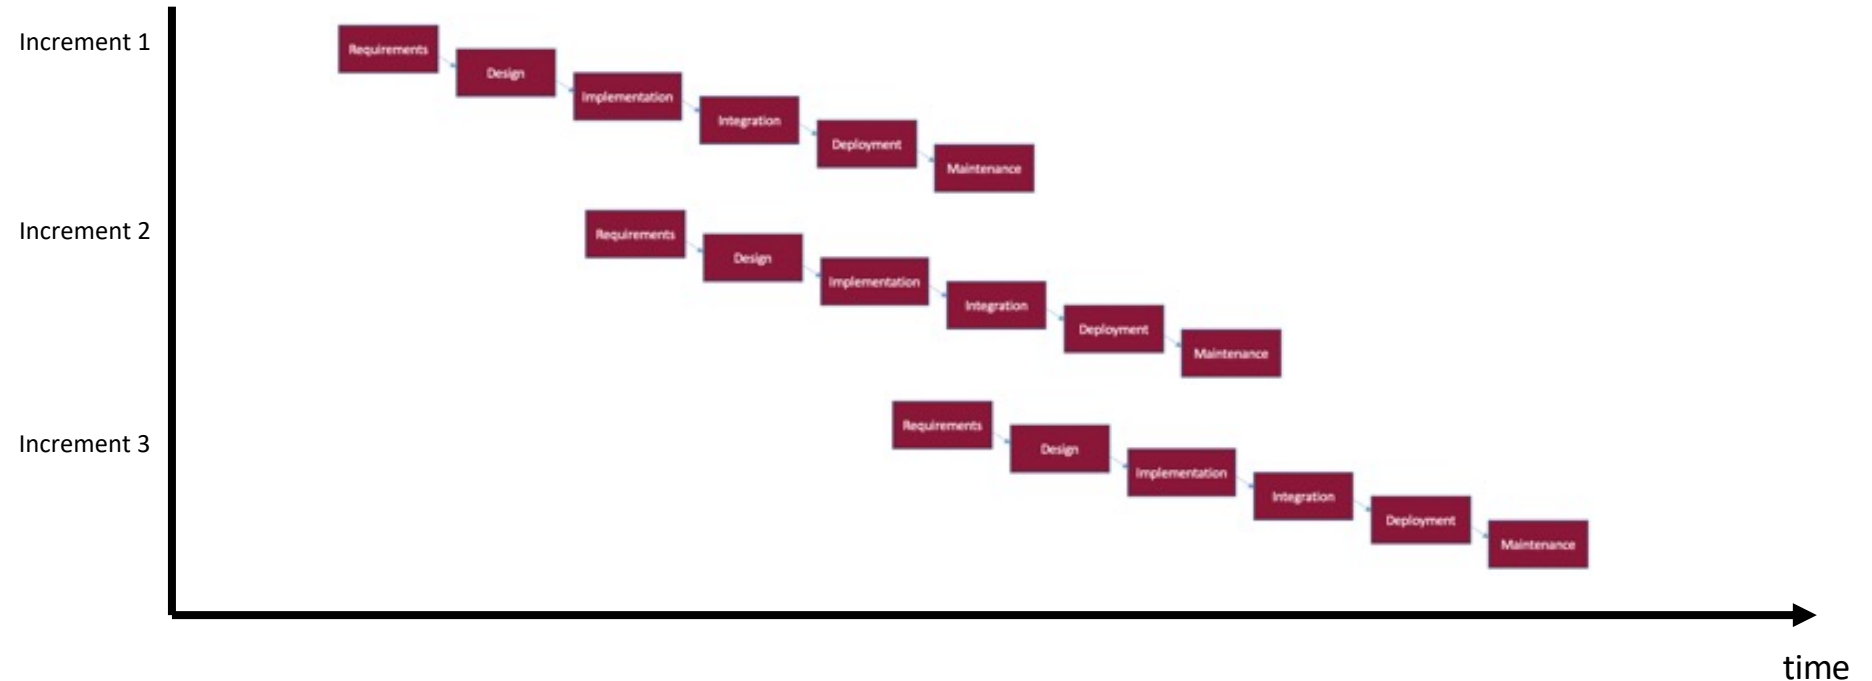 Increment 1
Requirements
Design
Implementation
Integration
Deployment
Maintenance
Increment 2
Requirements
Design
Implementation
Integration
Deployment
Maintenance
Increment 3
Requirements
Design
Implementation
Integration
Deployment
Maintenance
time